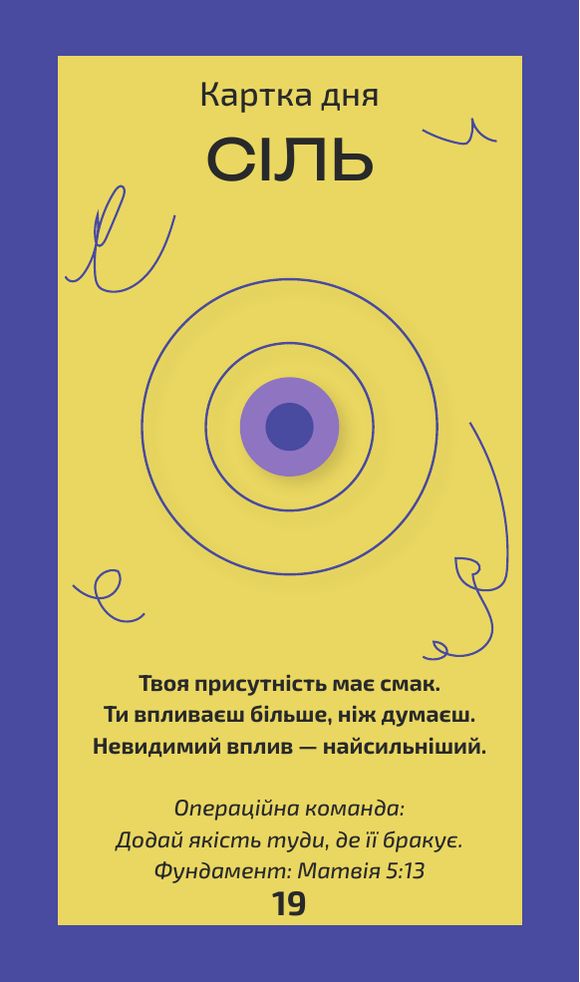 Картка дня
СІЛЬ
Твоя присутність має смак.
Ти впливаєш більше, ніж думаєш.
Невидимий вплив — найсильніший.
Операційна команда:
Додай якість туди, де її бракує.
Фундамент: Матвія 5:13
19